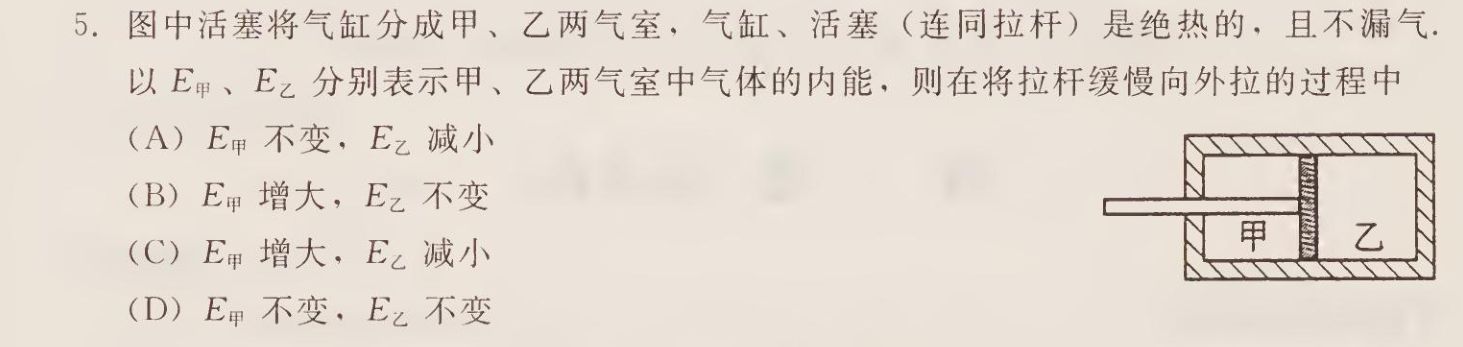 5. 图中活塞将气缸分成甲、乙两气室，气缸、活塞（连同拉杆）是绝热的，且不漏气.
以 E甲、E乙 分别表示甲、乙两气室中气体的内能，则在将拉杆缓慢向外拉的过程中
(A) E甲 不变，E乙 减小
(B) E甲 增大，E乙 不变
(C) E甲 增大，E乙 减小
(D) E甲 不变，E乙 不变
甲 乙